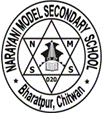 NARAYANI MODEL SECONDARY SCHOOL
N M
S S
020
Bharatpur, Chitwan